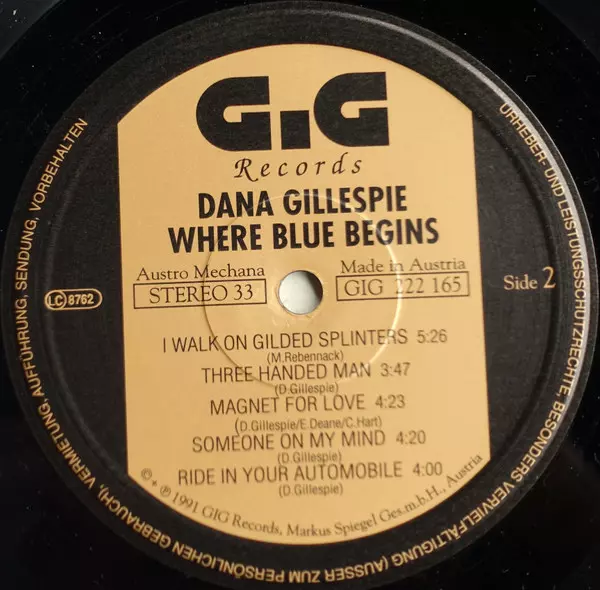 GIG
Records
DANA GILLESPIE
WHERE BLUE BEGINS
Austro Mechana
STEREO 33
Made in Austria
GIG 222 165
Side 2
LC 8762
I WALK ON GILDED SPLINTERS 5:26
(M.Rebennack)
THREE HANDED MAN 3:47
(D.Gillespie)
MAGNET FOR LOVE 4:23
(D.Gillespie/E.Deane/C.Hart)
SOMEONE ON MY MIND 4:20
(D.Gillespie)
RIDE IN YOUR AUTOMOBILE 4:00
(D.Gillespie)
©+℗1991 GIG Records, Markus Spiegel Ges.m.b.H., Austria
URHEBER- UND LEISTUNGSSCHUTZRECHTE, BESONDERS VERVIELFÄLTIGUNG (AUSSER ZUM PERSÖNLICHEN GEBRAUCH), VERMIETUNG, AUFFÜHRUNG, SENDUNG, VORBEHALTEN